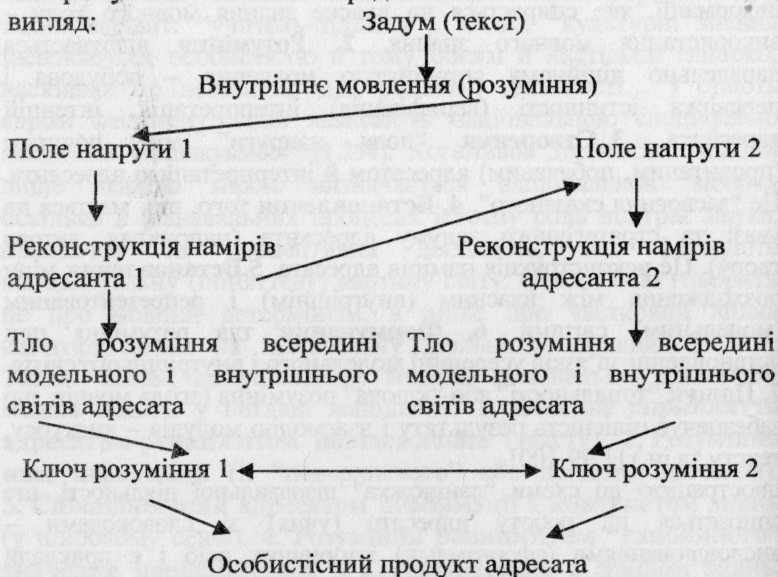 вигляд:
Задум (текст)
Внутрішнє мовлення (розуміння)
Поле напруги 1
Поле напруги 2
Реконструкція намірів
адресанта 1
Реконструкція намірів
адресанта 2
Тло розуміння всередині
модельного і внутрішнього
світів адресата
Тло розуміння всередині
модельного і внутрішнього
світів адресата
Ключ розуміння 1
Ключ розуміння 2
Особистісний продукт адресата